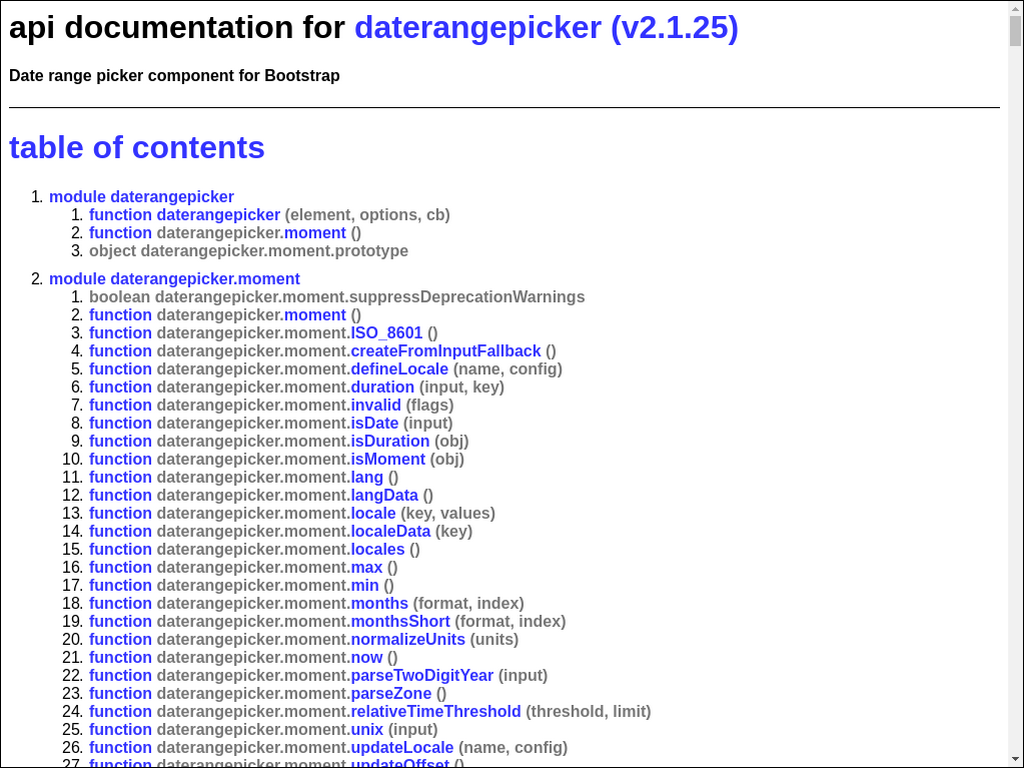 api documentation for daterangepicker (v2.1.25)
Date range picker component for Bootstrap
table of contents
1. module daterangepicker
1. function daterangepicker (element, options, cb)
2. function daterangepicker.moment ()
3. object daterangepicker.moment.prototype
2. module daterangepicker.moment
1. boolean daterangepicker.moment.suppressDeprecationWarnings
2. function daterangepicker.moment ()
3. function daterangepicker.moment.ISO_8601 ()
4. function daterangepicker.moment.createFromInputFallback ()
5. function daterangepicker.moment.defineLocale (name, config)
6. function daterangepicker.moment.duration (input, key)
7. function daterangepicker.moment.invalid (flags)
8. function daterangepicker.moment.isDate (input)
9. function daterangepicker.moment.isDuration (obj)
10. function daterangepicker.moment.isMoment (obj)
11. function daterangepicker.moment.lang ()
12. function daterangepicker.moment.langData ()
13. function daterangepicker.moment.locale (key, values)
14. function daterangepicker.moment.localeData (key)
15. function daterangepicker.moment.locales ()
16. function daterangepicker.moment.max ()
17. function daterangepicker.moment.min ()
18. function daterangepicker.moment.months (format, index)
19. function daterangepicker.moment.monthsShort (format, index)
20. function daterangepicker.moment.normalizeUnits (units)
21. function daterangepicker.moment.now ()
22. function daterangepicker.moment.parseTwoDigitYear (input)
23. function daterangepicker.moment.parseZone ()
24. function daterangepicker.moment.relativeTimeThreshold (threshold, limit)
25. function daterangepicker.moment.unix (input)
26. function daterangepicker.moment.updateLocale (name, config)
27. function daterangepicker.moment.updateOffset ()